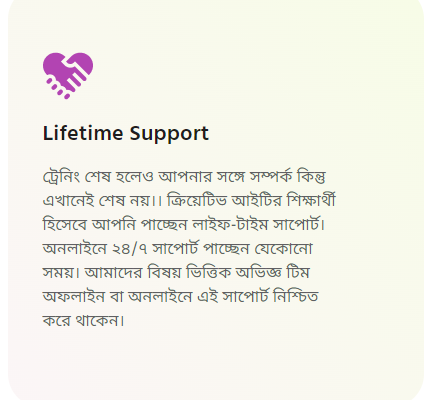 Lifetime Support
ট্রেনিং শেষ হলেও আপনার সঙ্গে সম্পর্ক কিন্তু
এখানেই শেষ নয়।। ক্রিয়েটিভ আইটির শিক্ষার্থী
হিসেবে আপনি পাচ্ছেন লাইফ-টাইম সাপোর্ট।
অনলাইনে ২৪/৭ সাপোর্ট পাচ্ছেন যেকোনো
সময়। আমাদের বিষয় ভিত্তিক অভিজ্ঞ টিম
অফলাইন বা অনলাইনে এই সাপোর্ট নিশ্চিত
করে থাকেন।